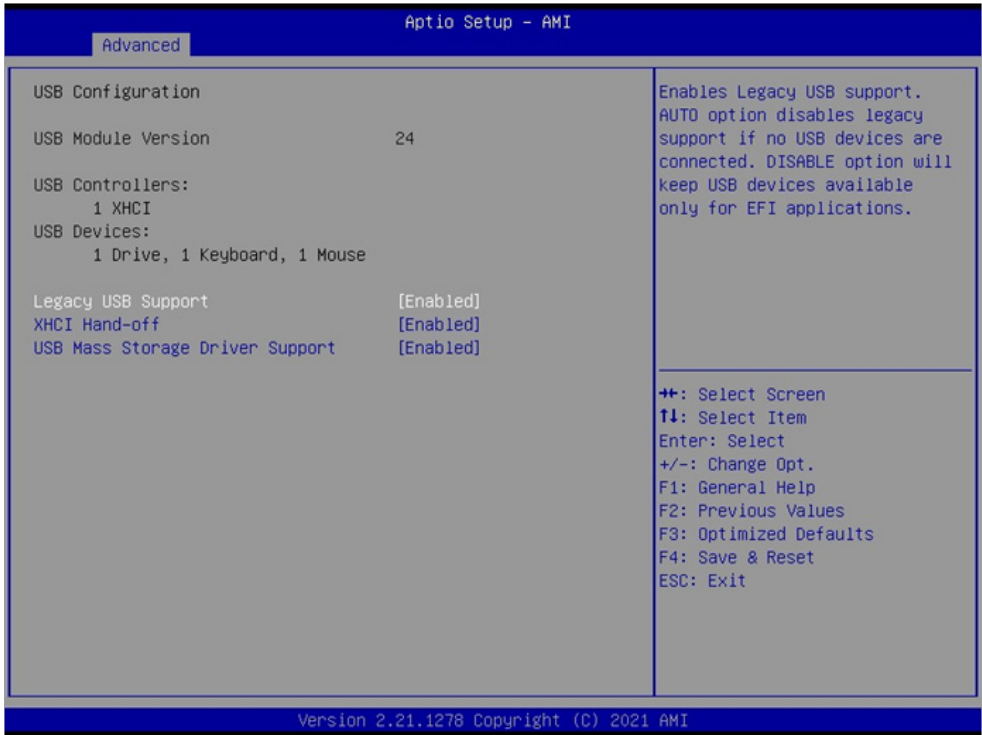 Aptio Setup – AMI
Advanced
USB Configuration
USB Module Version 24
USB Controllers:
1 XHCI
USB Devices:
1 Drive, 1 Keyboard, 1 Mouse
Legacy USB Support [Enabled]
XHCI Hand-off [Enabled]
USB Mass Storage Driver Support [Enabled]
Enables Legacy USB support.
AUTO option disables legacy
support if no USB devices are
connected. DISABLE option will
keep USB devices available
only for EFI applications.
→←: Select Screen
↑↓: Select Item
Enter: Select
+/-: Change Opt.
F1: General Help
F2: Previous Values
F3: Optimized Defaults
F4: Save & Reset
ESC: Exit
Version 2.21.1278 Copyright (C) 2021 AMI